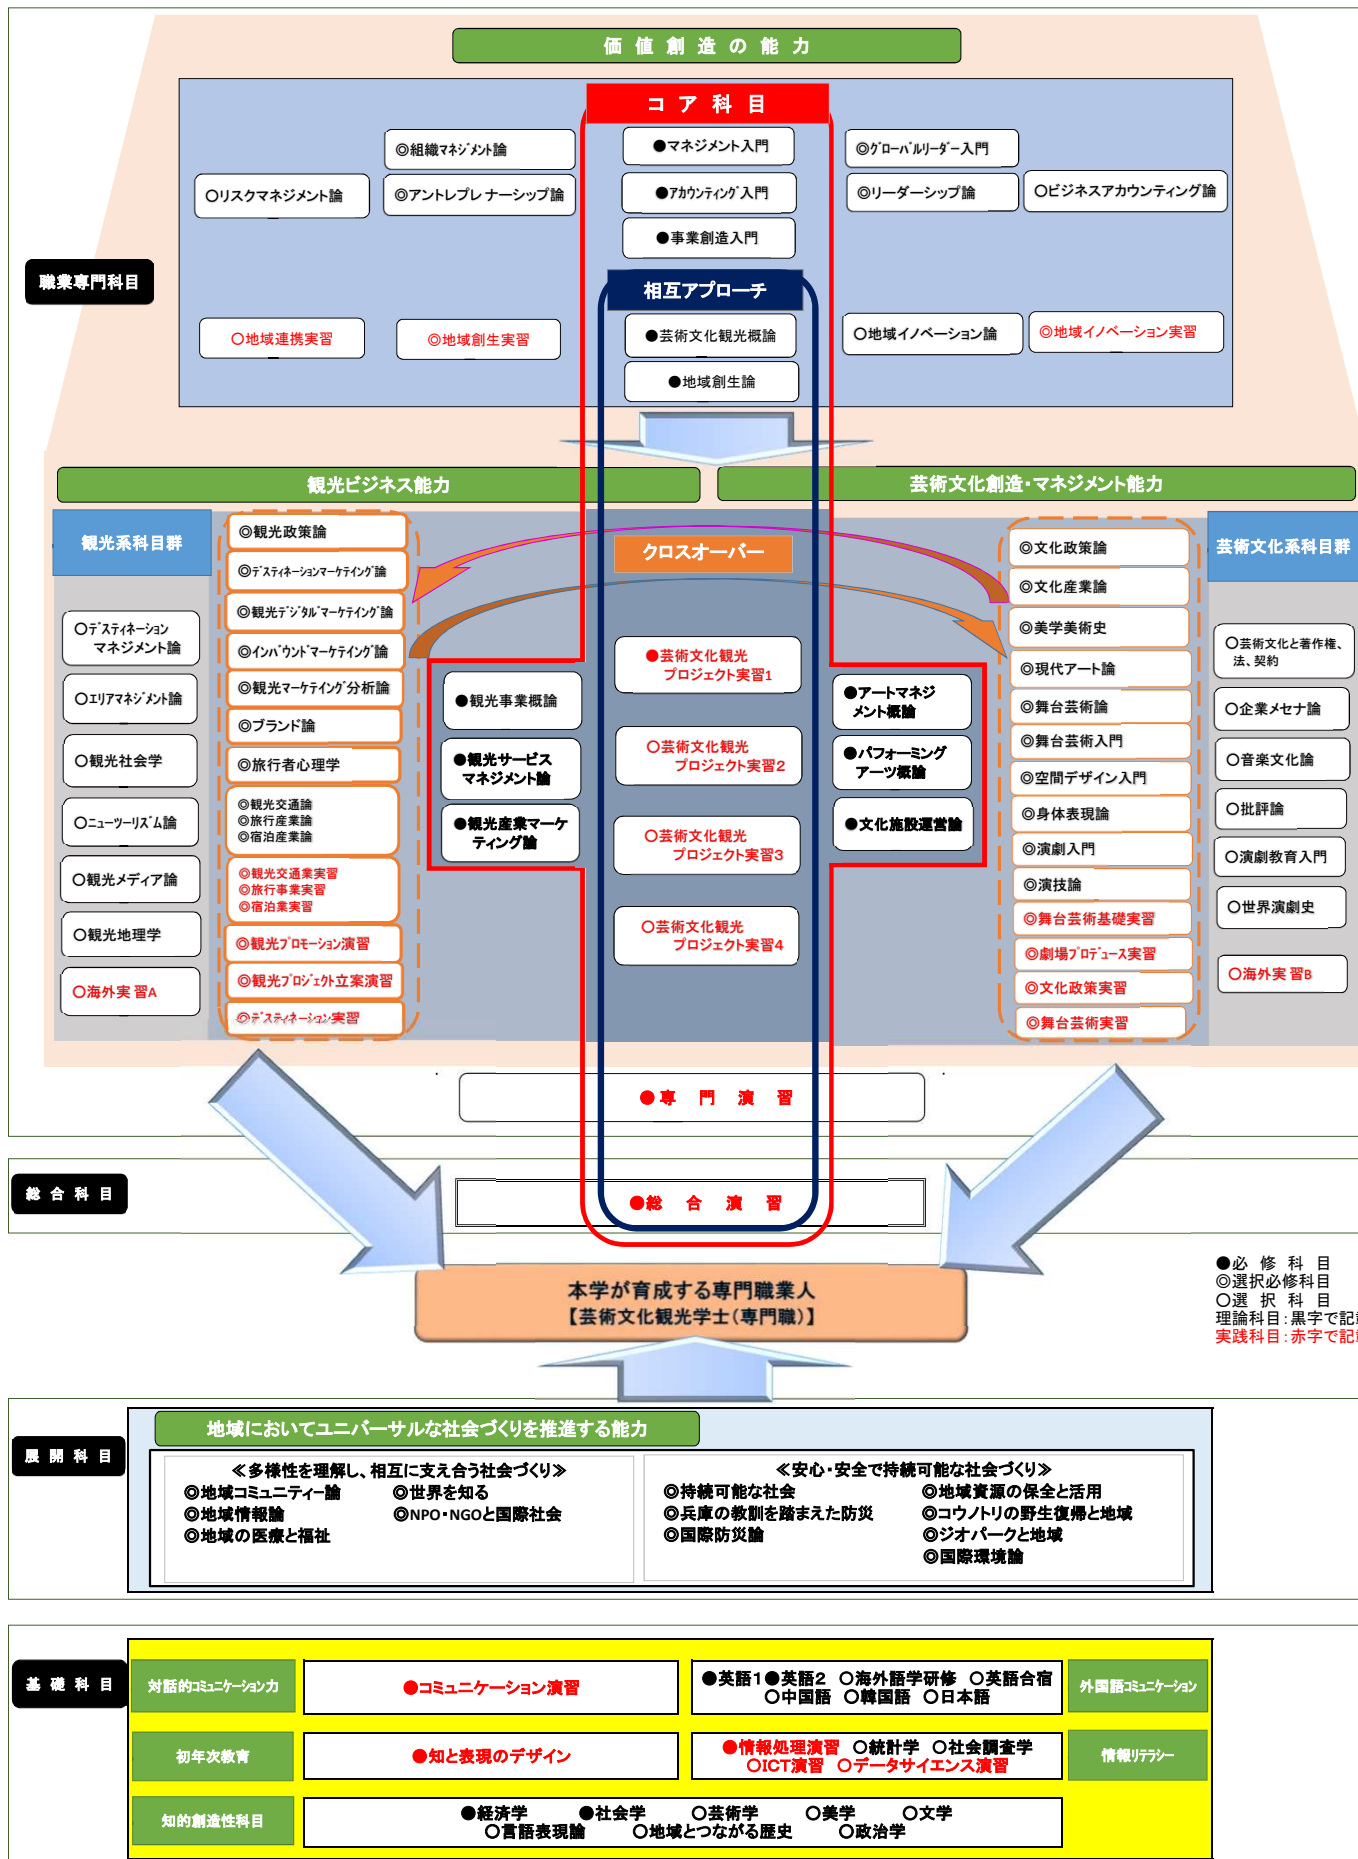 価値創造の能力
コア科目
◎組織マネジメント論
●マネジメント入門
◎グローバルリーダー入門
○リスクマネジメント論
◎アントレプレナーシップ論
●アカウンティング入門
◎リーダーシップ論
○ビジネスアカウンティング論
●事業創造入門
職業専門科目
相互アプローチ
○地域連携実習
◎地域創生実習
●芸術文化観光概論
○地域イノベーション論
◎地域イノベーション実習
●地域創生論
観光ビジネス能力
芸術文化創造・マネジメント能力
観光系科目群
○デスティネーション
マネジメント論
○エリアマネジメント論
◎観光社会学
○ニューツーリズム論
○観光メディア論
◎観光地理学
○海外実習A
◎観光政策論
◎デスティネーションマーケティング論
◎観光デジタルマーケティング論
◎インバウンドマーケティング論
◎観光マーケティング分析論
◎ブランド論
◎旅行者心理学
◎観光交通論
◎旅行産業論
◎宿泊産業論
◎観光交通業実習
◎旅行事業実習
◎宿泊業実習
◎観光プロモーション演習
◎観光プロジェクト立案演習
◎デスティネーション実習
●観光事業概論
●観光サービス
マネジメント論
●観光産業マーケ
ティング論
クロスオーバー
●芸術文化観光
プロジェクト実習1
○芸術文化観光
プロジェクト実習2
○芸術文化観光
プロジェクト実習3
○芸術文化観光
プロジェクト実習4
●アートマネジ
メント概論
●パフォーミング
アーツ概論
●文化施設運営論
◎文化政策論
◎文化産業論
◎美学美術史
◎現代アート論
◎舞台芸術論
◎舞台芸術入門
◎空間デザイン入門
◎身体表現論
◎演劇入門
◎演技論
◎舞台芸術基礎実習
◎劇場プロデュース実習
◎文化政策実習
◎舞台芸術実習
芸術文化系科目群
○芸術文化と著作権、
法、契約
○企業メセナ論
○音楽文化論
○批評論
○演劇教育入門
○世界演劇史
○海外実習B
●専門演習
総合科目
●総合演習
本学が育成する専門職業人
【芸術文化観光学士(専門職)】
●必修科目
◎選択必修科目
○選択科目
理論科目:黒字で記
実践科目:赤字で記
展開科目
地域においてユニバーサルな社会づくりを推進する能力
≪多様性を理解し、相互に支え合う社会づくり≫
◎地域コミュニティー論 ◎世界を知る
◎地域情報論 ◎NPO・NGOと国際社会
◎地域の医療と福祉
≪安心・安全で持続可能な社会づくり≫
◎持続可能な社会 ◎地域資源の保全と活用
◎兵庫の教訓を踏まえた防災 ◎コウノトリの野生復帰と地域
◎国際防災論 ◎ジオパークと地域
◎国際環境論
基礎科目
対話的コミュニケーション力
●コミュニケーション演習
●英語1●英語2 ○海外語学研修 ○英語合宿
○中国語 ○韓国語 ○日本語
外国語コミュニケーション
初年次教育
●知と表現のデザイン
●情報処理演習 ○統計学 ○社会調査学
○ICT演習 ○データサイエンス演習
情報リテラシー
知的創造性科目
●経済学 ●社会学 ○芸術学 ○美学 ○文学
○言語表現論 ○地域とつながる歴史 ○政治学